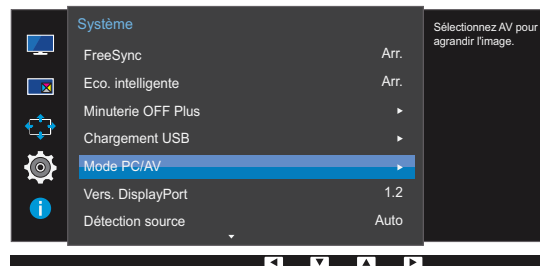 Système
FreeSync Arr.
Eco. intelligente Arr.
Minuterie OFF Plus
Chargement USB
Mode PC/AV
Vers. DisplayPort 1.2
Détection source Auto
Sélectionnez AV pour
agrandir l'image.